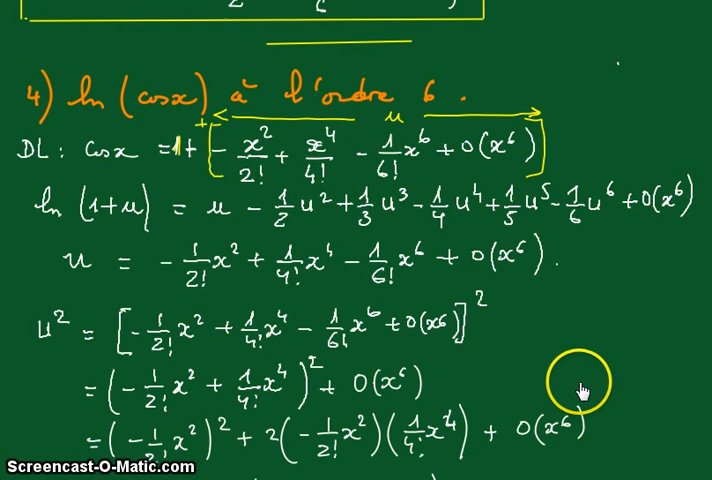 2 6
4) ln (cosx) à l'ordre 6.
+ u
DL : cosx = 1 + [ - x²/2! + x⁴/4! - 1/6! x⁶ + o(x⁶) ]
ln (1+u) = u - 1/2 u² + 1/3 u³ - 1/4 u⁴ + 1/5 u⁵ - 1/6 u⁶ + o(x⁶)
u = - 1/2! x² + 1/4! x⁴ - 1/6! x⁶ + o(x⁶).
u² = [ - 1/2! x² + 1/4! x⁴ - 1/6! x⁶ + o(x⁶) ]²
= ( - 1/2! x² + 1/4! x⁴ )² + o(x⁶)
= ( - 1/2! x² )² + 2( - 1/2! x² )( 1/4! x⁴ ) + o(x⁶)
Screencast-O-Matic.com